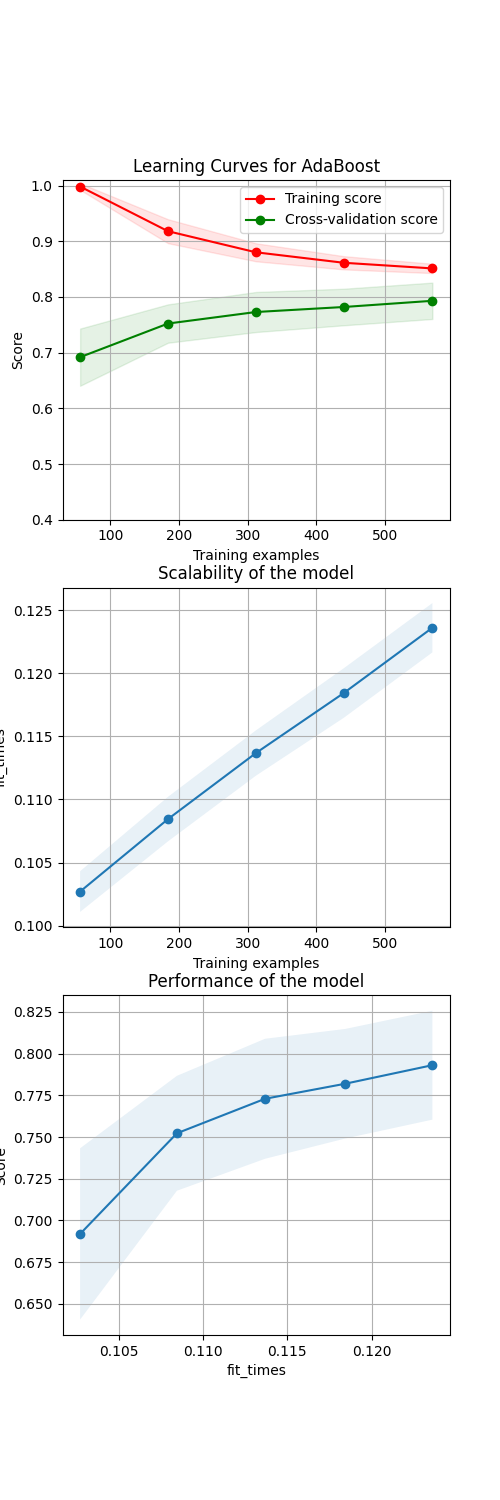 Learning Curves for AdaBoost
1.0
0.9
0.8
0.7
0.6
0.5
0.4
Score
Training score
Cross-validation score
100 200 300 400 500
Training examples
Scalability of the model
0.125
0.120
0.115
0.110
0.105
0.100
fit_times
100 200 300 400 500
Training examples
Performance of the model
0.825
0.800
0.775
0.750
0.725
0.700
0.675
0.650
Score
0.105 0.110 0.115 0.120
fit_times